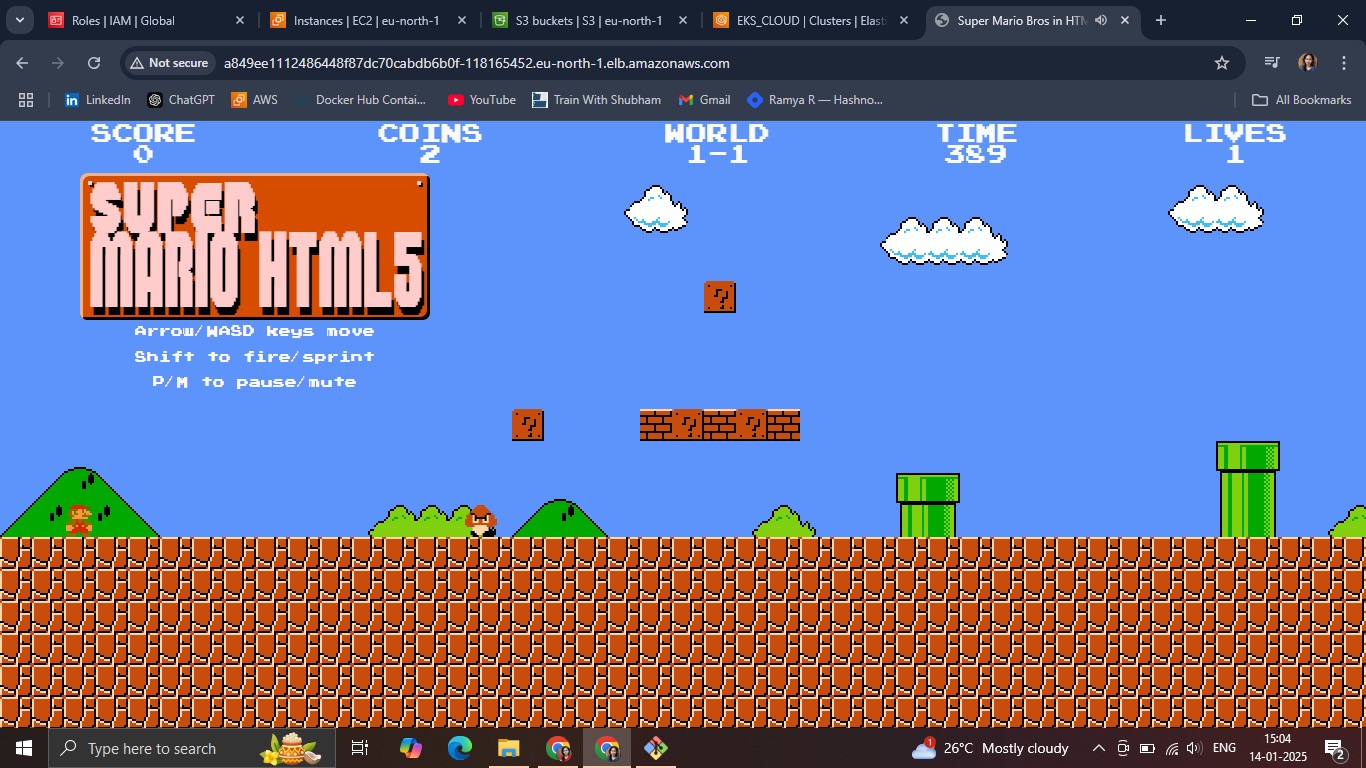 Roles | IAM | Global
Instances | EC2 | eu-north-1
S3 buckets | S3 | eu-north-1
EKS_CLOUD | Clusters | Elasti
Super Mario Bros in HTM
Not secure
a849ee1112486448f87dc70cabdb6b0f-118165452.eu-north-1.elb.amazonaws.com
LinkedIn
ChatGPT
AWS
Docker Hub Contai...
YouTube
Train With Shubham
Gmail
Ramya R — Hashno...
All Bookmarks
SCORE
0
COINS
2
WORLD
1-1
TIME
389
LIVES
1
SUPER
MARIO HTML5
Arrow/WASD keys move
Shift to fire/sprint
P/M to pause/mute
Type here to search
1
26°C Mostly cloudy
ENG
15:04
14-01-2025
2